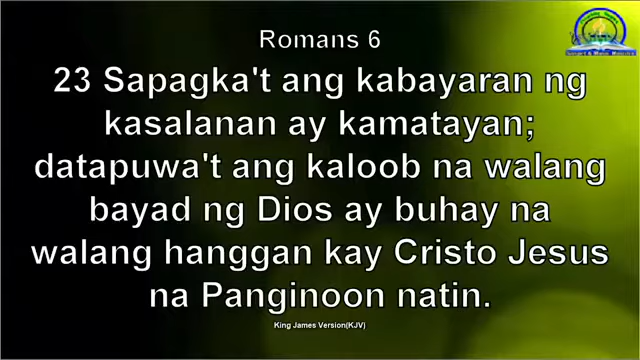 Romans 6
23 Sapagka't ang kabayaran ng
kasalanan ay kamatayan;
datapuwa't ang kaloob na walang
bayad ng Dios ay buhay na
walang hanggan kay Cristo Jesus
na Panginoon natin.
King James Version(KJV)